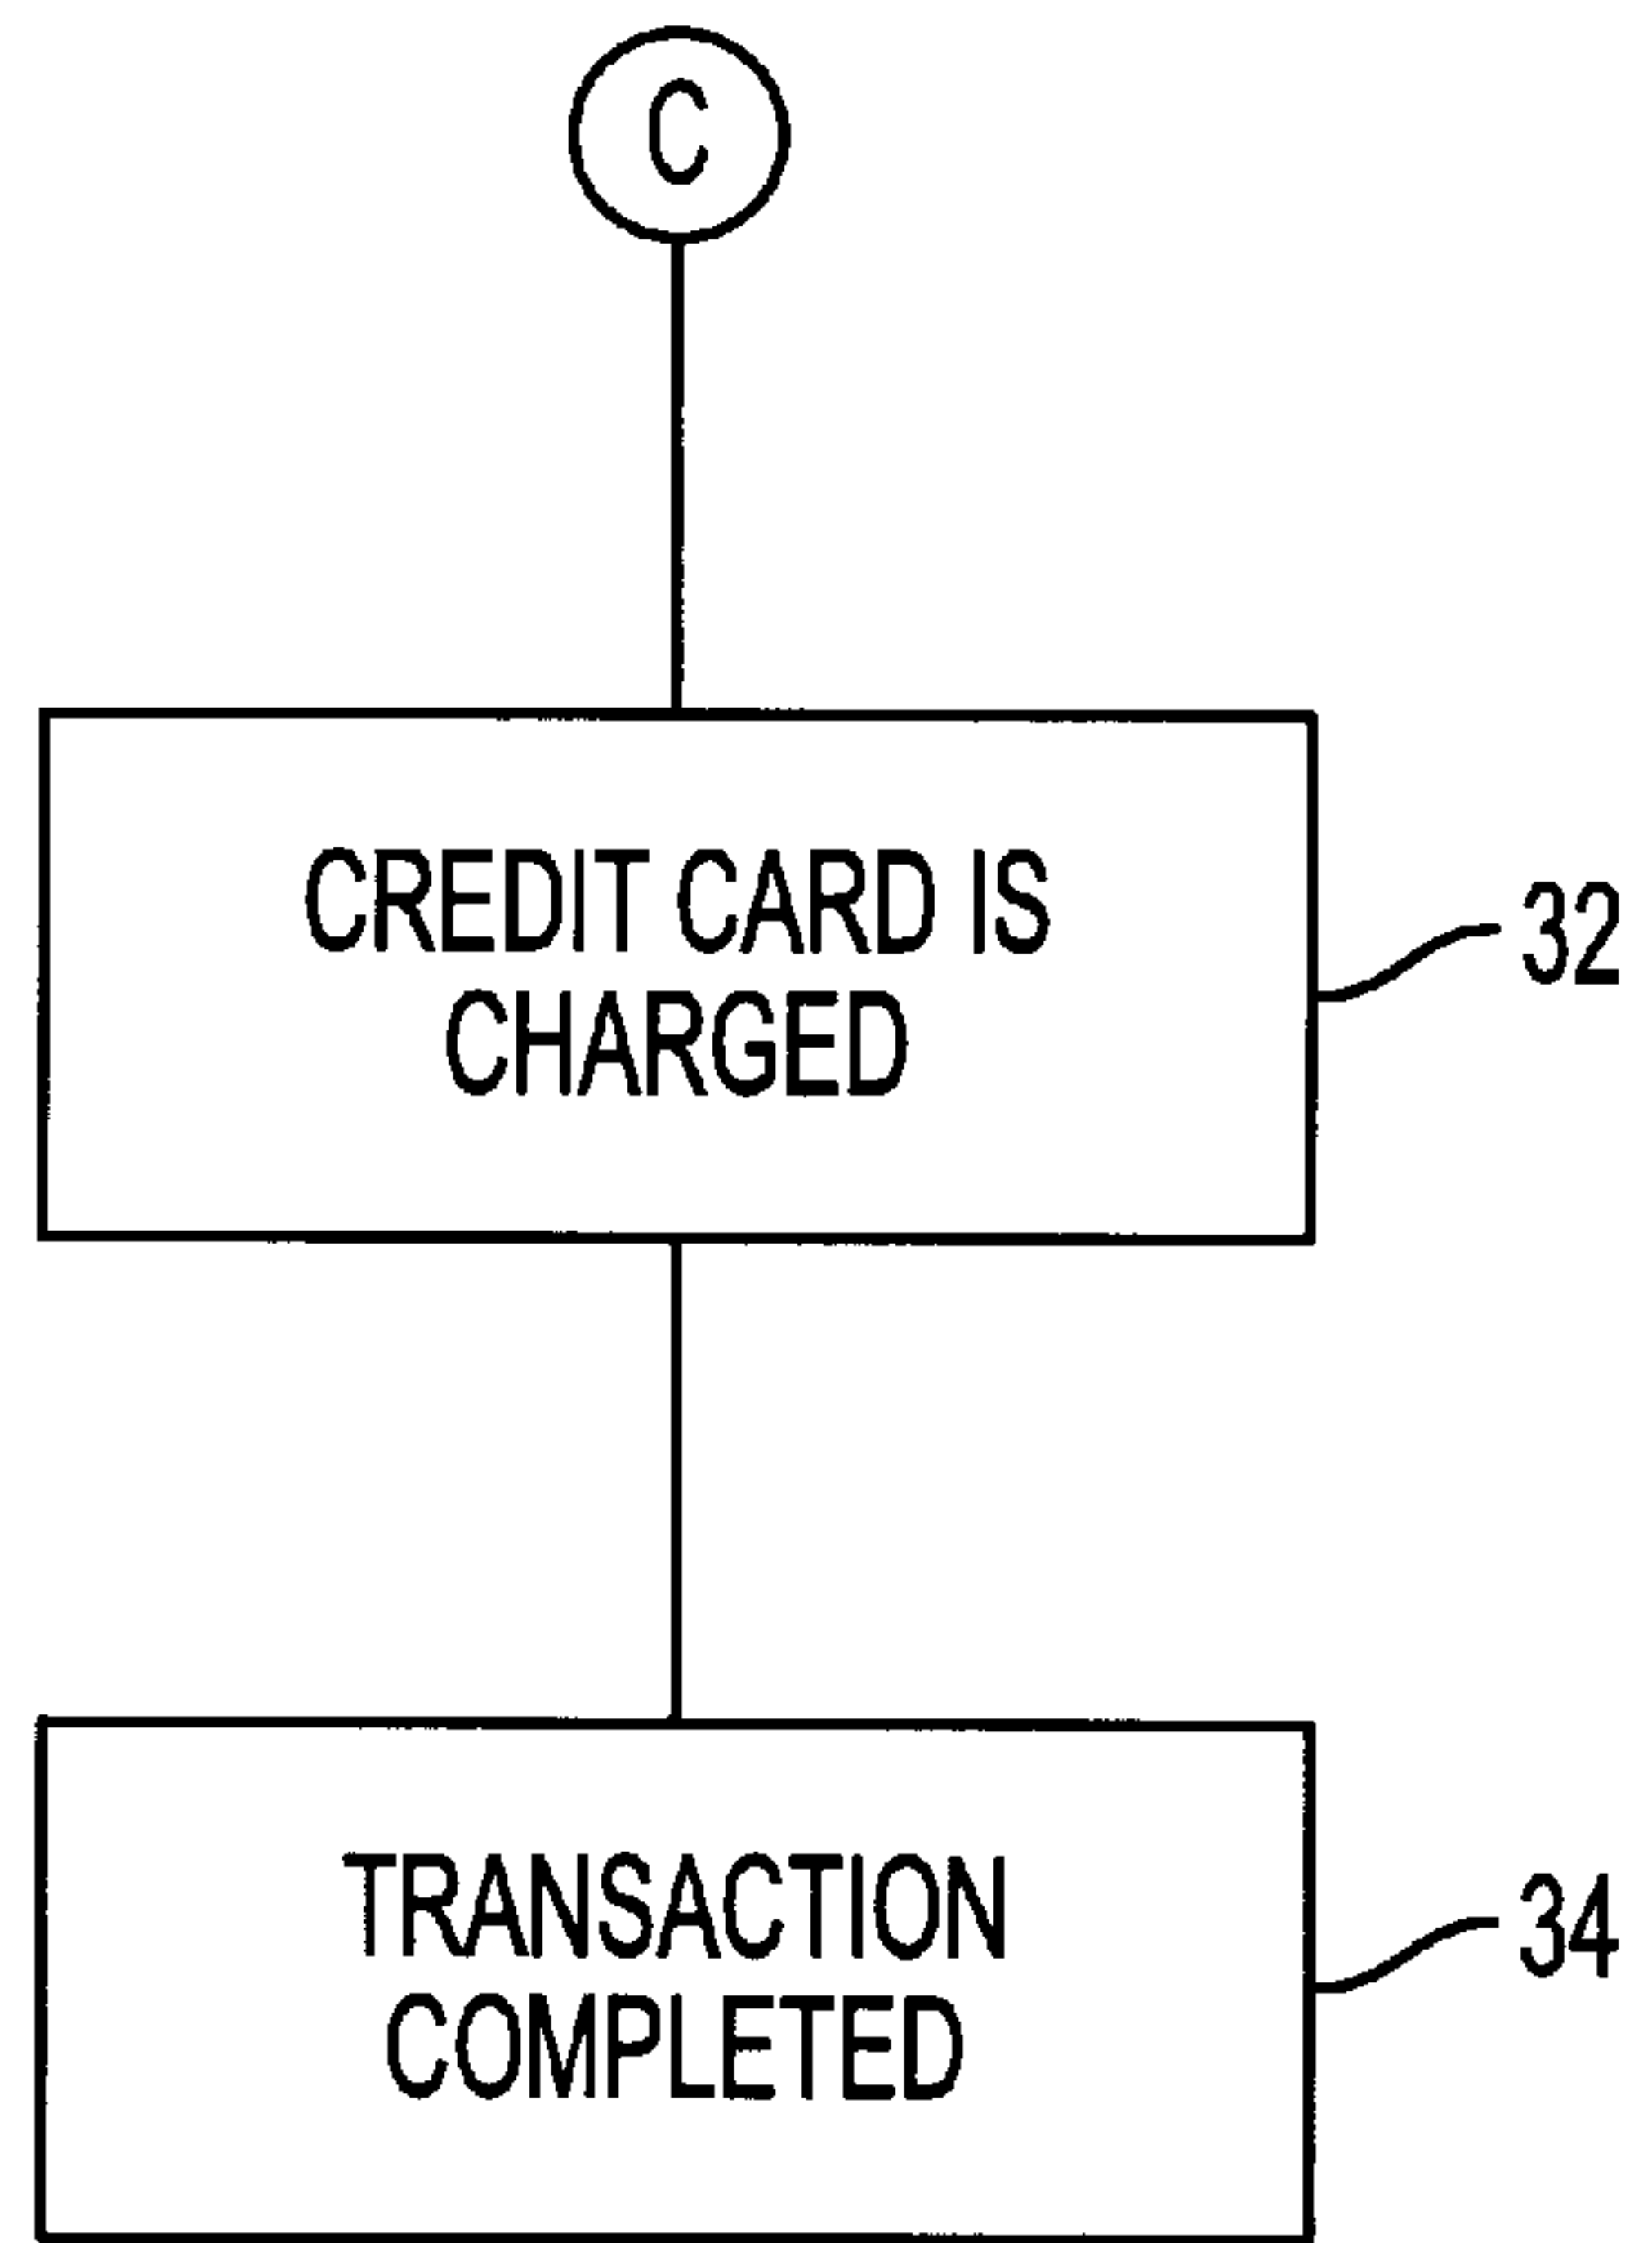 C
CREDIT CARD IS
CHARGED
32
TRANSACTION
COMPLETED
34